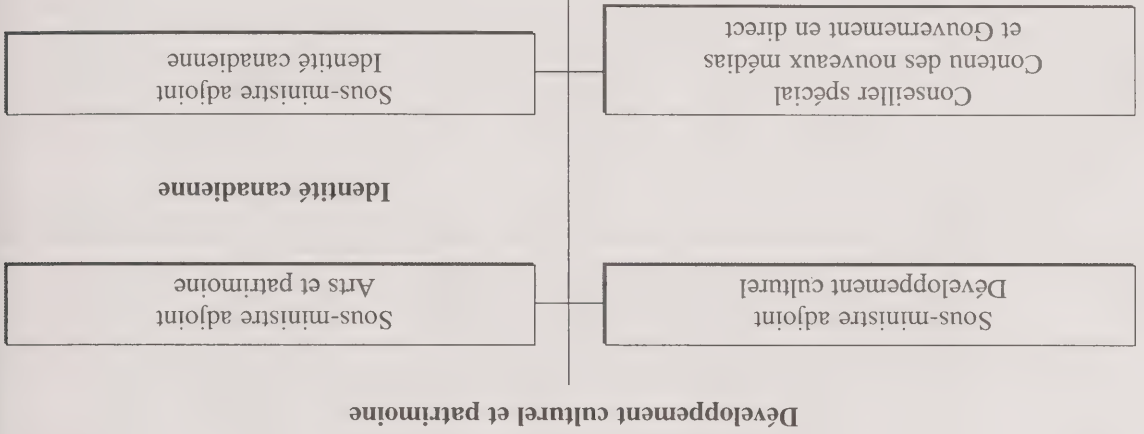 Développement culturel et patrimoine
Sous-ministre adjoint
Développement culturel
Sous-ministre adjoint
Arts et patrimoine
Identité canadienne
Conseiller spécial
Contenu des nouveaux médias
et Gouvernement en direct
Sous-ministre adjoint
Identité canadienne